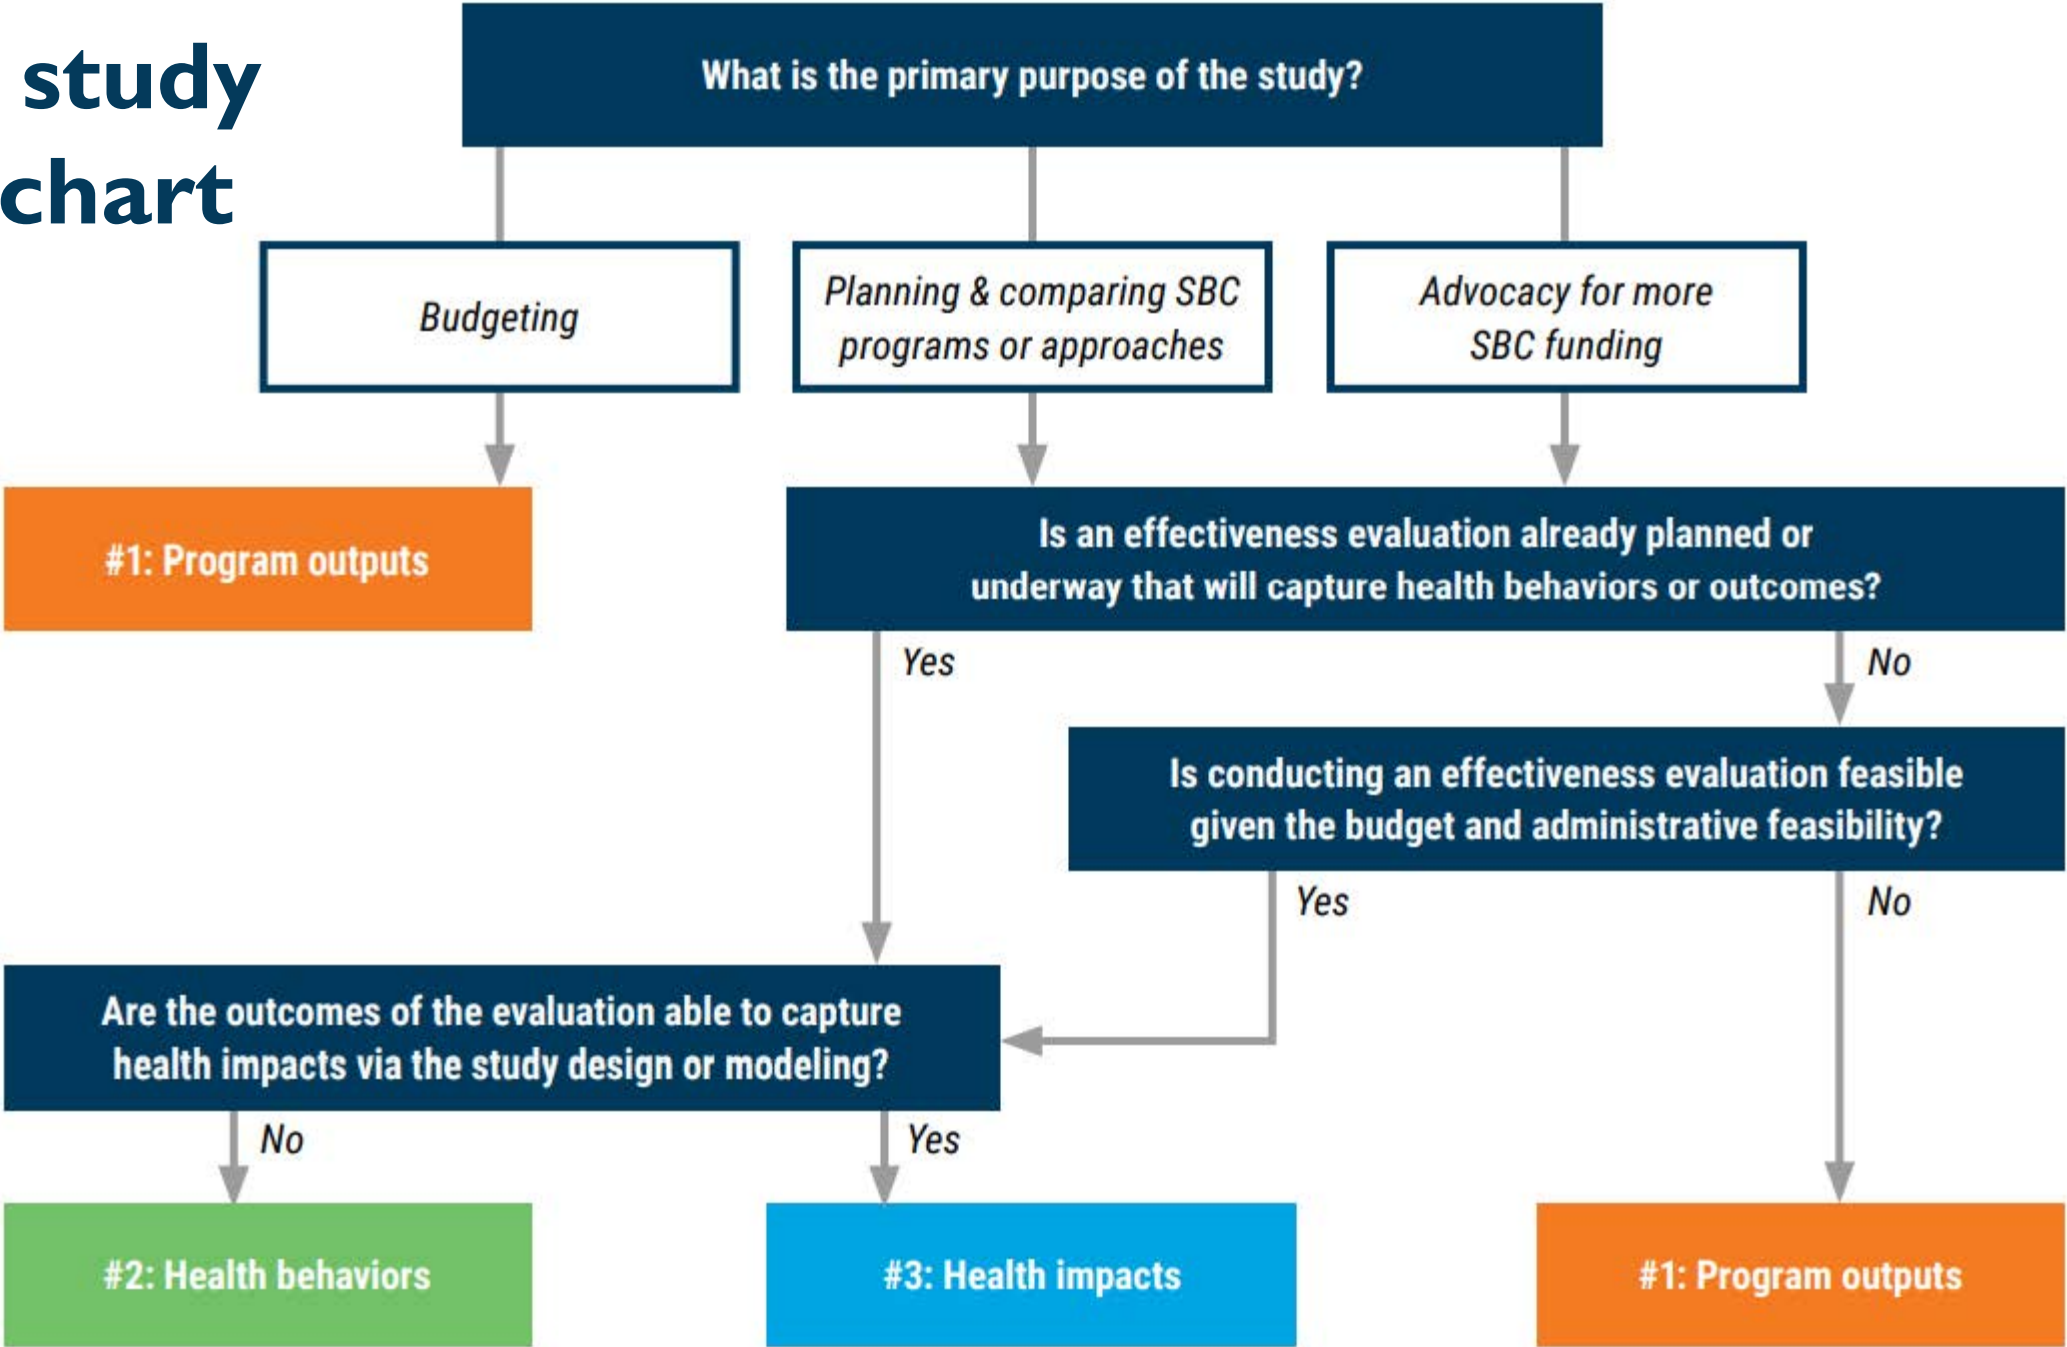 study
chart
What is the primary purpose of the study?
Budgeting
Planning & comparing SBC
programs or approaches
Advocacy for more
SBC funding
#1: Program outputs
Is an effectiveness evaluation already planned or
underway that will capture health behaviors or outcomes?
Yes
No
Is conducting an effectiveness evaluation feasible
given the budget and administrative feasibility?
Yes
No
Are the outcomes of the evaluation able to capture
health impacts via the study design or modeling?
No
Yes
#2: Health behaviors
#3: Health impacts
#1: Program outputs